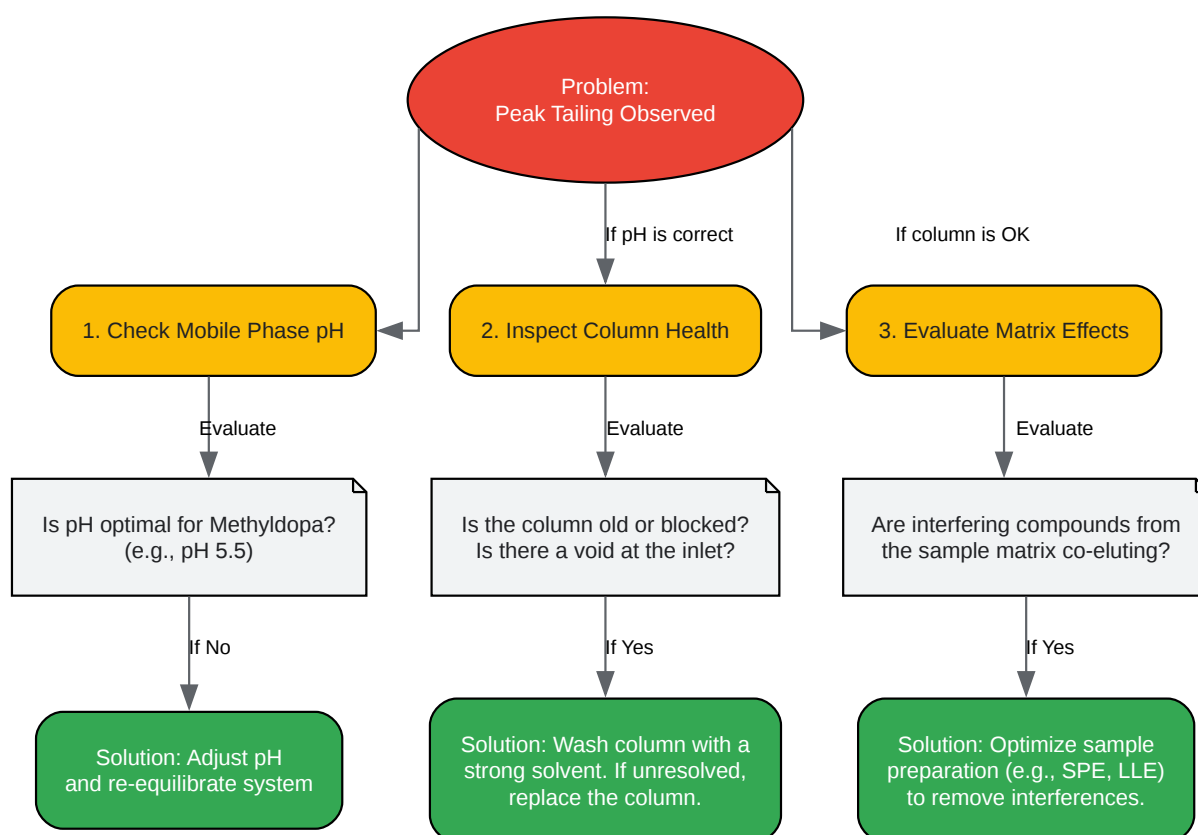 Problem:
Peak Tailing Observed
If pH is correct
If column is OK
1. Check Mobile Phase pH
2. Inspect Column Health
3. Evaluate Matrix Effects
Evaluate
Evaluate
Evaluate
Is pH optimal for Methyldopa?
(e.g., pH 5.5)
Is the column old or blocked?
Is there a void at the inlet?
Are interfering compounds from
the sample matrix co-eluting?
If No
If Yes
If Yes
Solution: Adjust pH
and re-equilibrate system
Solution: Wash column with a
strong solvent. If unresolved,
replace the column.
Solution: Optimize sample
preparation (e.g., SPE, LLE)
to remove interferences.